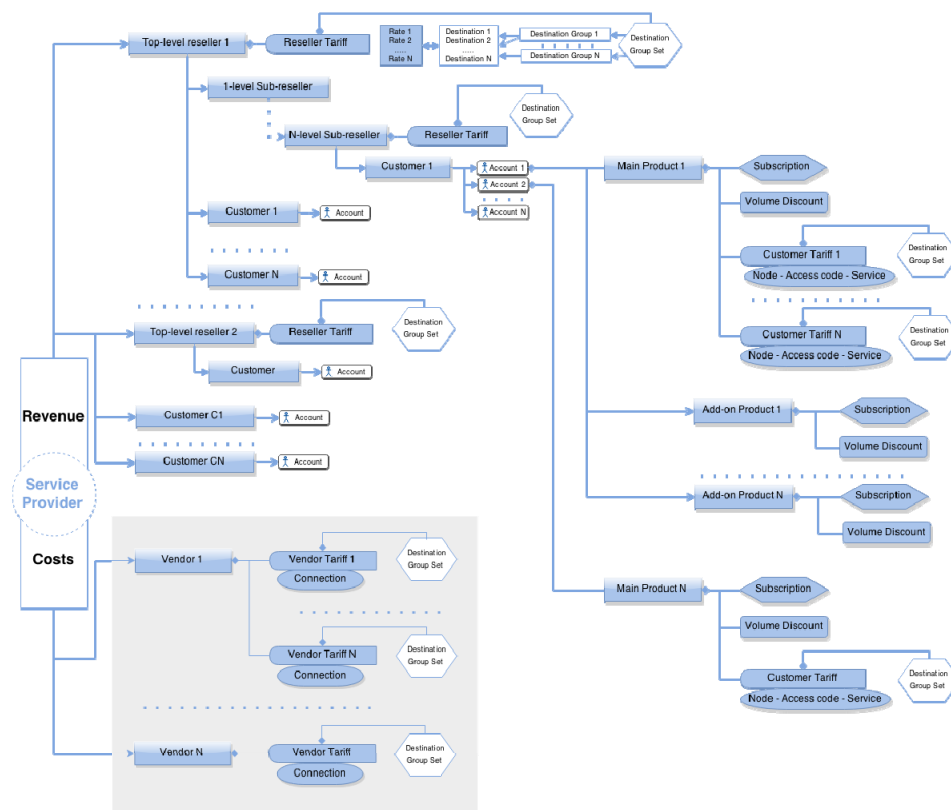 Top-level reseller 1
Reseller Tariff
Rate 1
Rate 2
.....
Rate N
Destination 1
Destination 2
.....
Destination N
Destination Group 1
Destination Group N
Destination
Group Set
1-level Sub-reseller
N-level Sub-reseller
Reseller Tariff
Destination
Group Set
Customer 1
Account 1
Account 2
Account N
Main Product 1
Subscription
Volume Discount
Customer Tariff 1
Node - Access code - Service
Destination
Group Set
Customer Tariff N
Node - Access code - Service
Destination
Group Set
Customer 1
Account
Customer N
Account
Top-level reseller 2
Reseller Tariff
Destination
Group Set
Customer
Account
Customer C1
Account
Customer CN
Account
Add-on Product 1
Subscription
Volume Discount
Add-on Product N
Subscription
Volume Discount
Revenue
Service
Provider
Costs
Vendor 1
Vendor Tariff 1
Connection
Destination
Group Set
Vendor Tariff N
Connection
Destination
Group Set
Vendor N
Vendor Tariff
Connection
Destination
Group Set
Main Product N
Subscription
Volume Discount
Customer Tariff
Node - Access code - Service
Destination
Group Set